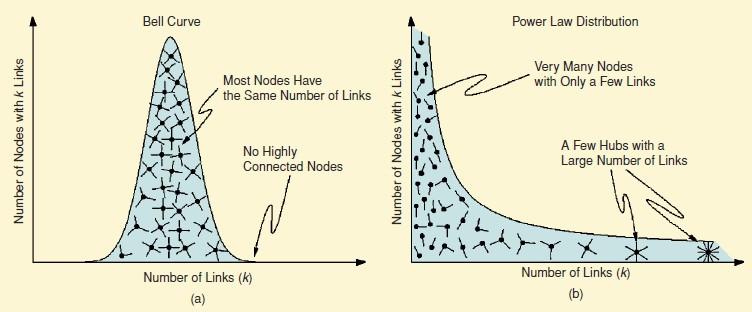 Bell Curve
Number of Nodes with k Links
Most Nodes Have
the Same Number of Links
No Highly
Connected Nodes
Number of Links (k)
(a)
Power Law Distribution
Number of Nodes with k Links
Very Many Nodes
with Only a Few Links
A Few Hubs with a
Large Number of Links
Number of Links (k)
(b)